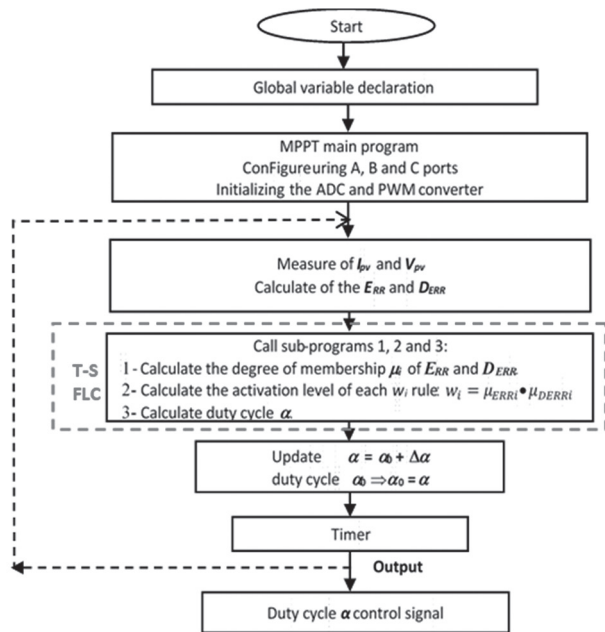 Start
Global variable declaration
MPPT main program
ConFigureuring A, B and C ports
Initializing the ADC and PWM converter
Measure of Ipv and Vpv
Calculate of the ERR and DERR
Call sub-programs 1, 2 and 3:
T-S
FLC
1- Calculate the degree of membership μi of ERR and DERR
2- Calculate the activation level of each wi rule: wi = μERRi • μDERRi
3- Calculate duty cycle α
Update α = α0 + Δα
duty cycle α0 ⇒ α0 = α
Timer
Output
Duty cycle α control signal